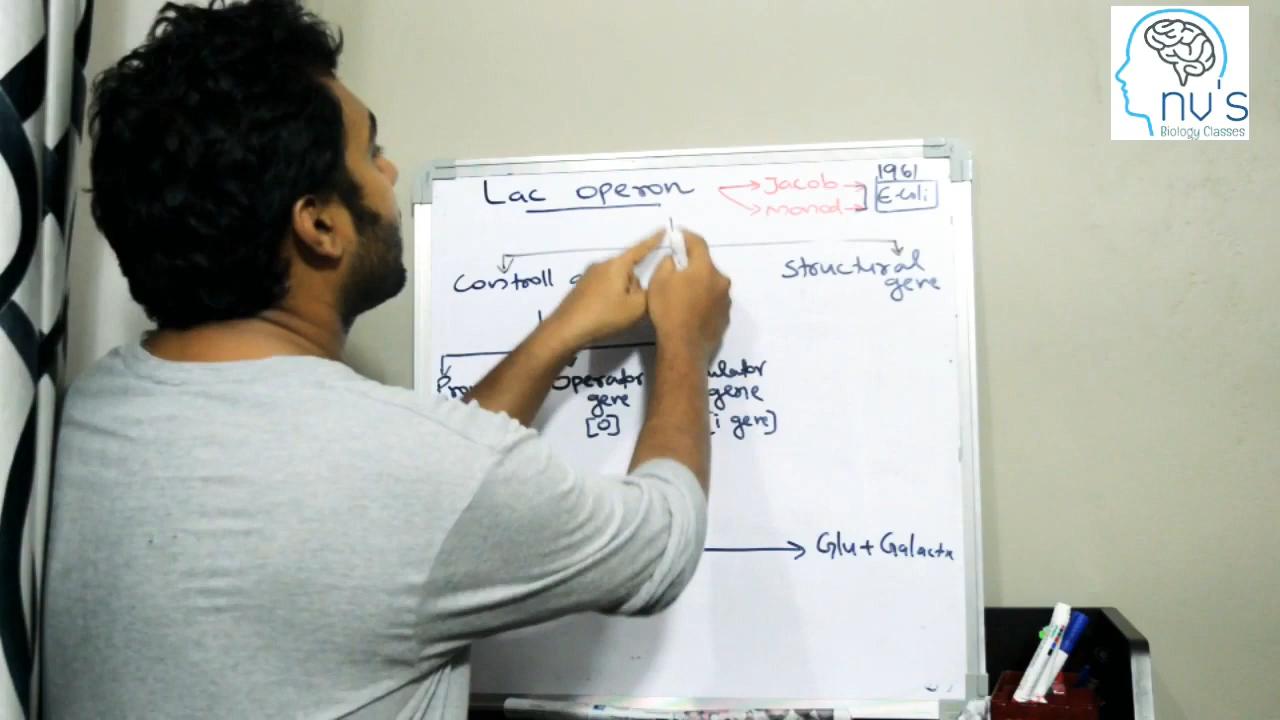 nv's
Biology Classes
1961
Lac operon Jacob E-coli
Monod
Controll
Structural
gene
Operator
gene gene
[O] [i gene]
Glu + Galacto